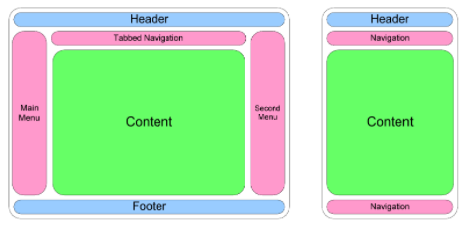 Header
Tabbed Navigation
Main
Menu
Content
Second
Menu
Footer
Header
Navigation
Content
Navigation